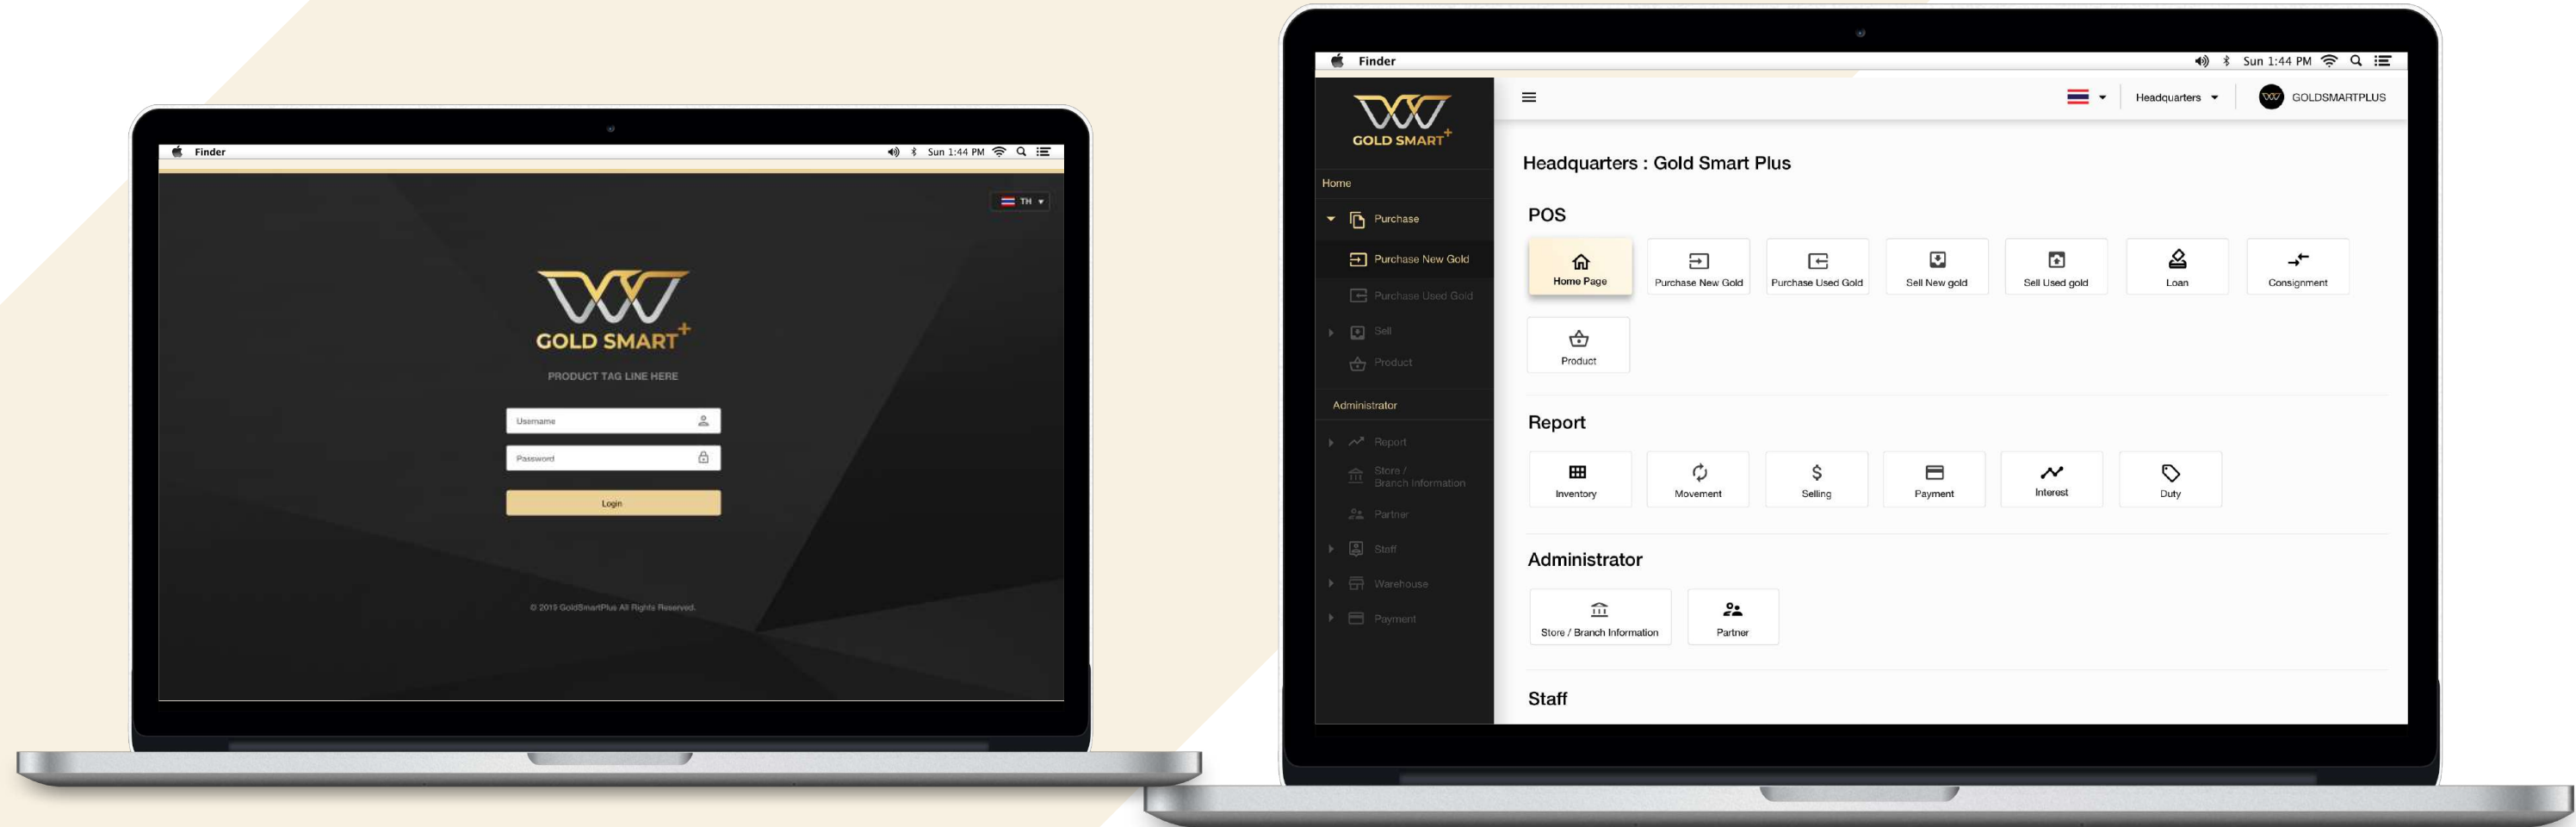 Finder
Sun 1:44 PM
TH
GOLD SMART+
PRODUCT TAG LINE HERE
Username
Password
Login
© 2019 GoldSmartPlus All Rights Reserved.
Finder
Sun 1:44 PM
GOLD SMART+
Home
Purchase
Purchase New Gold
Purchase Used Gold
Sell
Product
Administrator
Report
Store /
Branch Information
Partner
Staff
Warehouse
Payment
Headquarters
GOLDSMARTPLUS
Headquarters : Gold Smart Plus
POS
Home Page
Purchase New Gold
Purchase Used Gold
Sell New gold
Sell Used gold
Loan
Consignment
Product
Report
Inventory
Movement
Selling
Payment
Interest
Duty
Administrator
Store / Branch Information
Partner
Staff